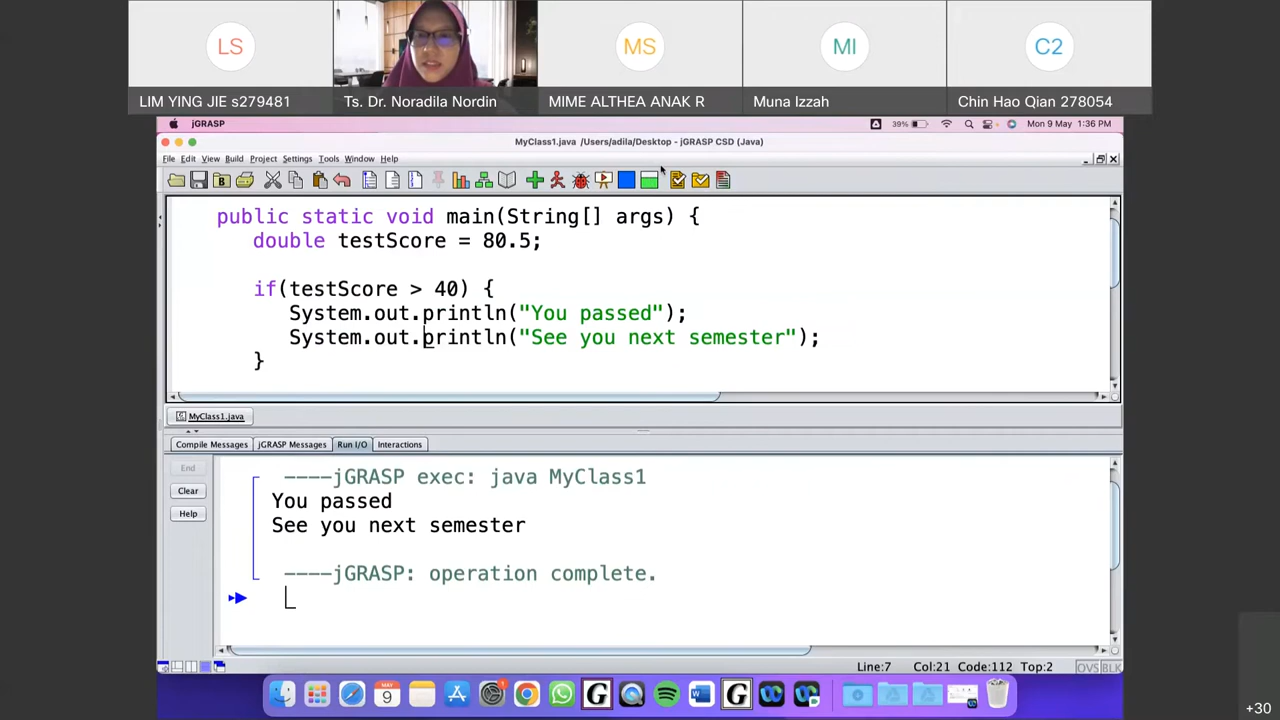 LS
MS
MI
C2
LIM YING JIE s279481
Ts. Dr. Noradila Nordin
MIME ALTHEA ANAK R
Muna Izzah
Chin Hao Qian 278054
jGRASP
39%
Mon 9 May 1:36 PM
MyClass1.java /Users/adila/Desktop - jGRASP CSD (Java)
File Edit View Build Project Settings Tools Window Help
public static void main(String[] args) {
double testScore = 80.5;
if(testScore > 40) {
System.out.println("You passed");
System.out.println("See you next semester");
}
MyClass1.java
Compile Messages jGRASP Messages Run I/O Interactions
End
Clear
Help
----jGRASP exec: java MyClass1
You passed
See you next semester
----jGRASP: operation complete.
Line:7 Col:21 Code:112 Top:2 OVS BLK
MAY
9
G
G
+30